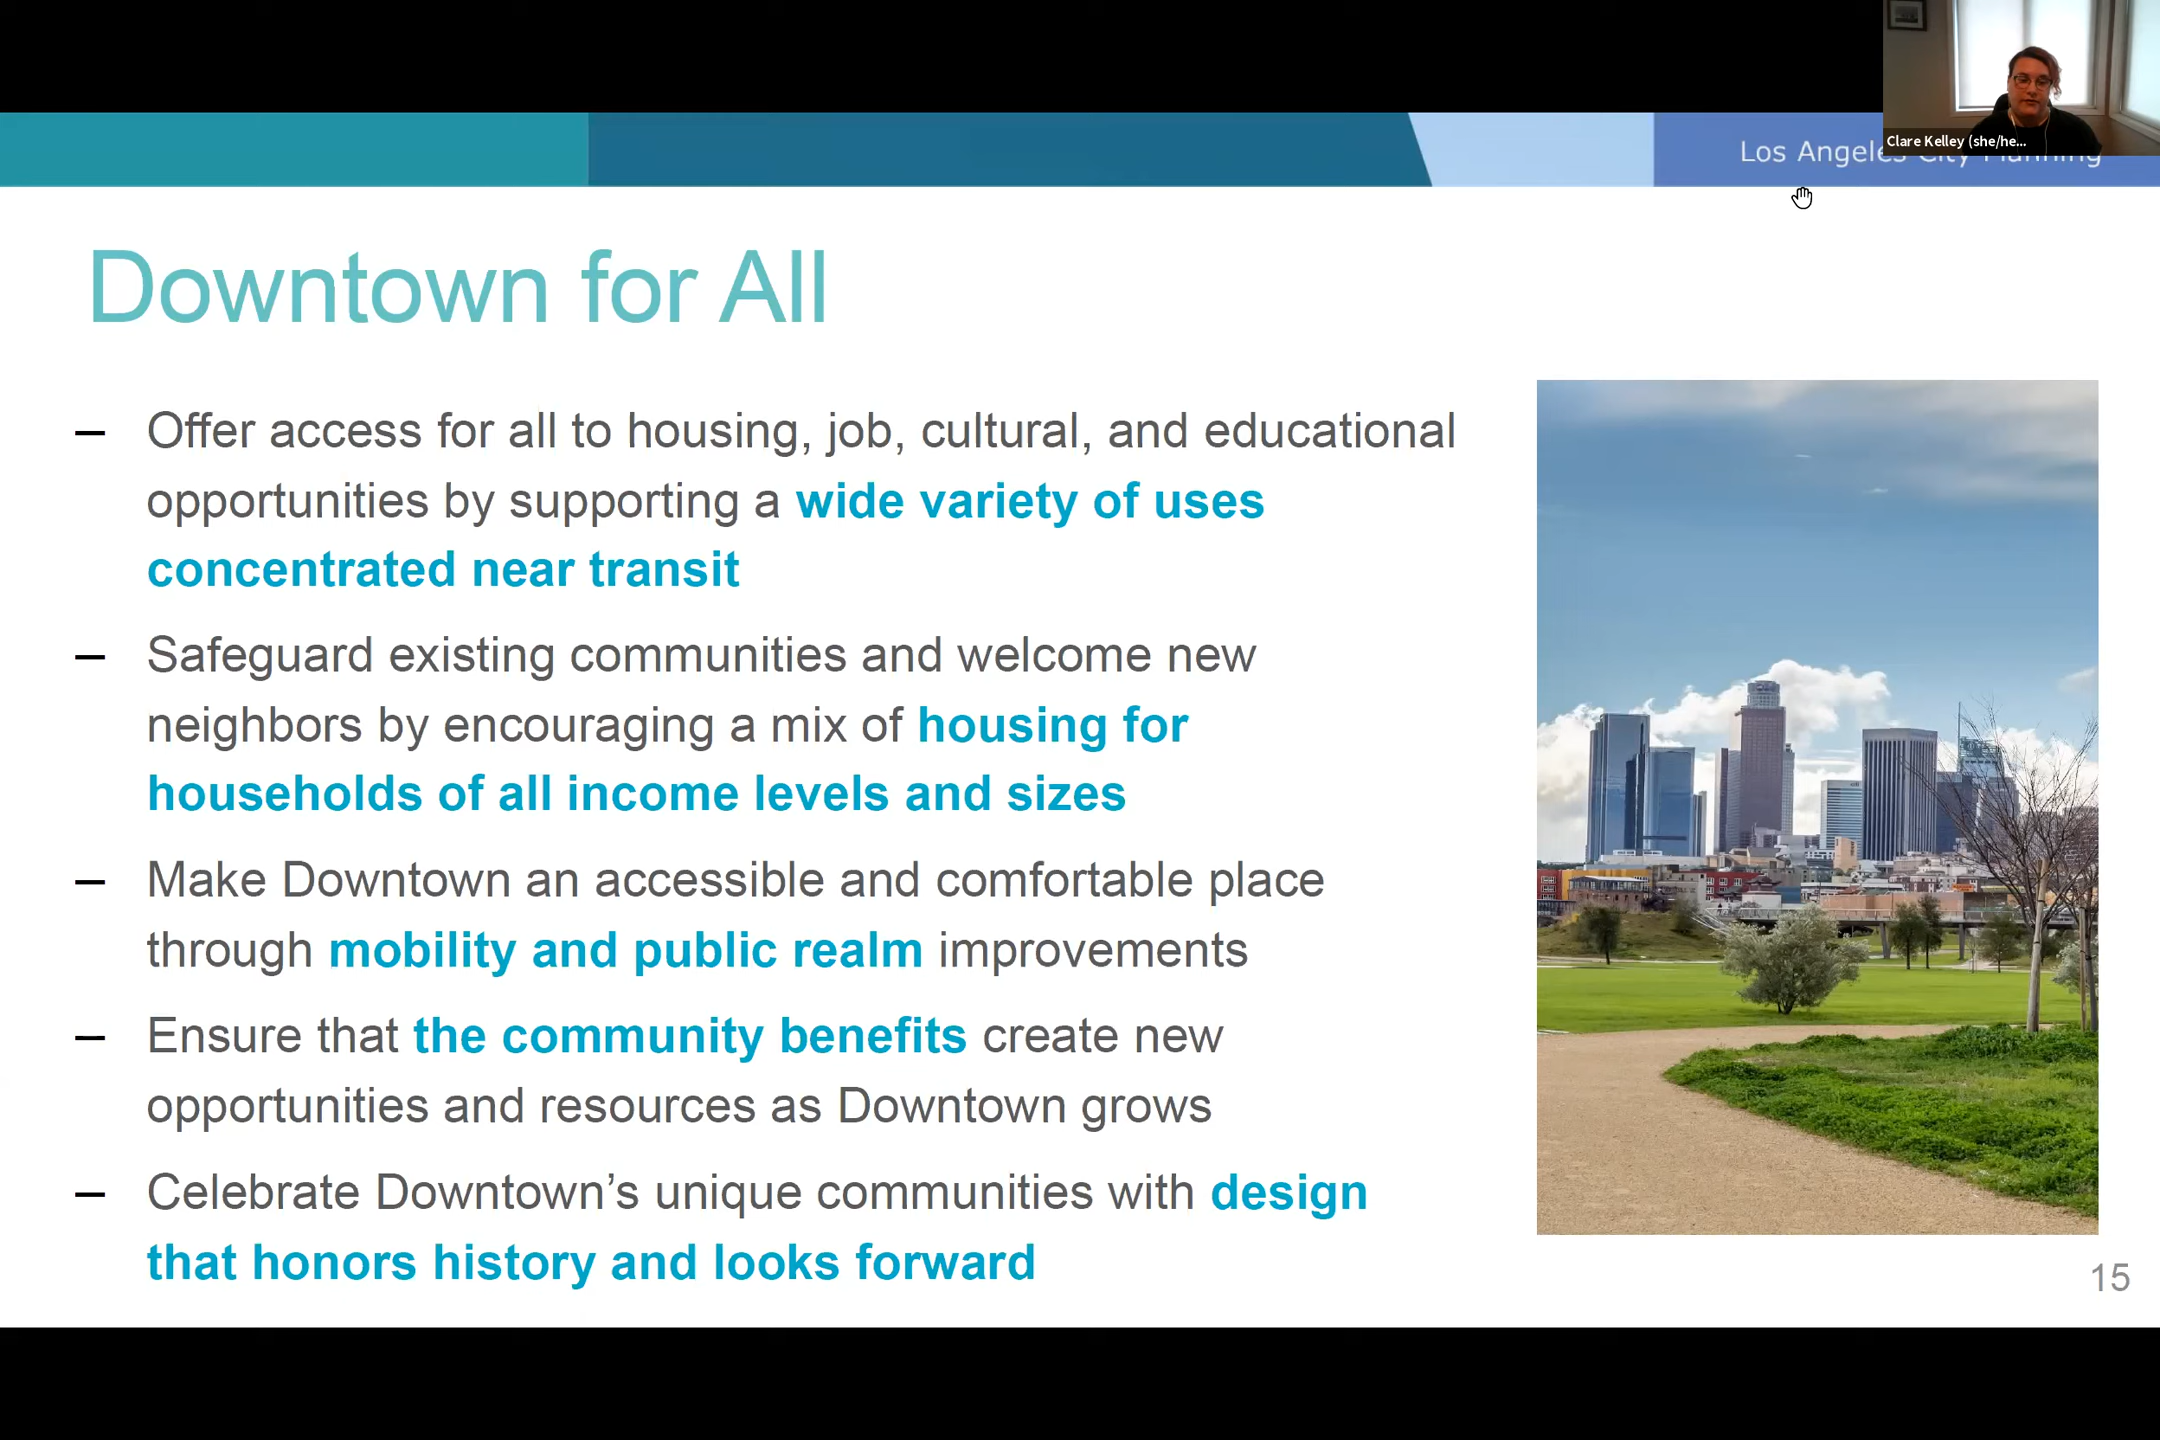 Clare Kelley (she/he...
Los Angeles City Planning
Downtown for All
– Offer access for all to housing, job, cultural, and educational
opportunities by supporting a wide variety of uses
concentrated near transit
– Safeguard existing communities and welcome new
neighbors by encouraging a mix of housing for
households of all income levels and sizes
– Make Downtown an accessible and comfortable place
through mobility and public realm improvements
– Ensure that the community benefits create new
opportunities and resources as Downtown grows
– Celebrate Downtown’s unique communities with design
that honors history and looks forward
15